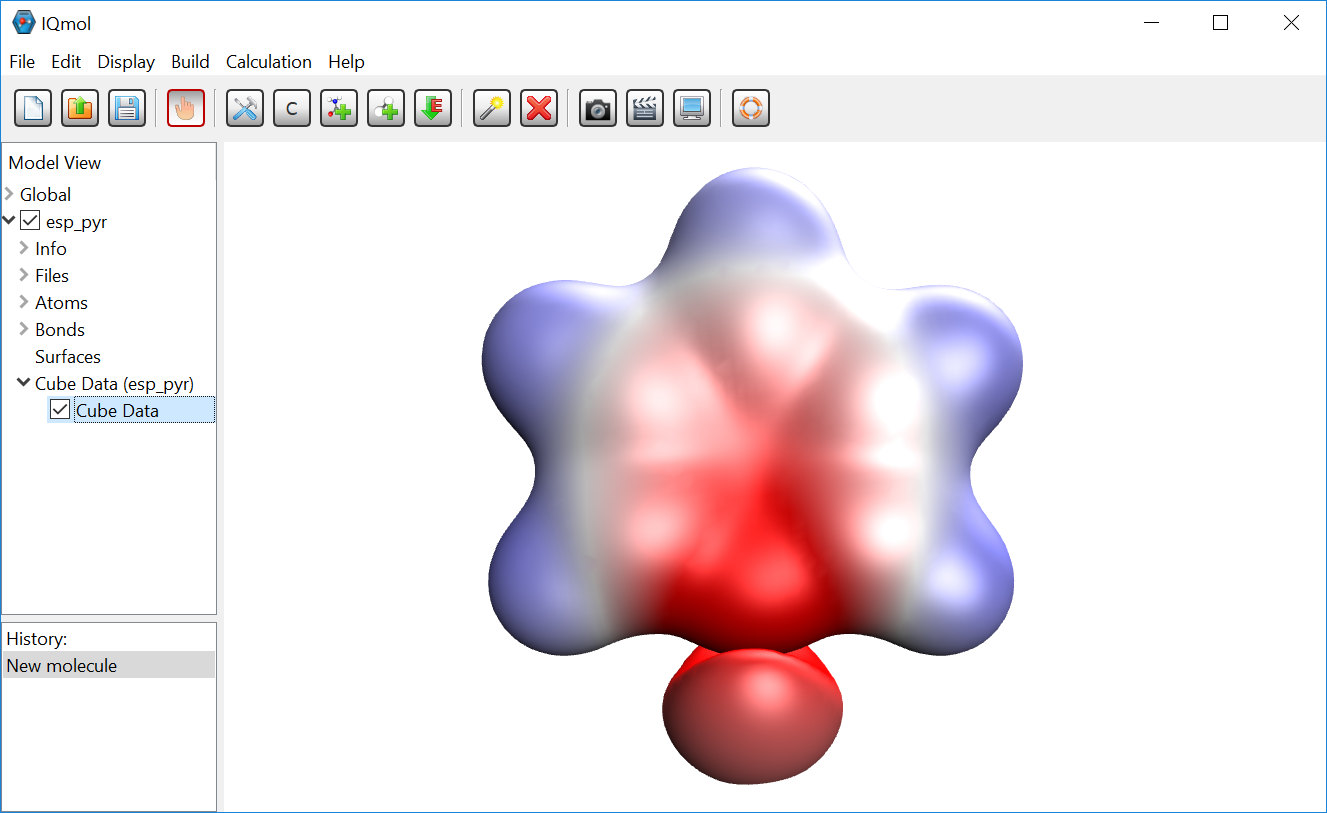 IQmol
File Edit Display Build Calculation Help
C E
Model View
Global
esp_pyr
Info
Files
Atoms
Bonds
Surfaces
Cube Data (esp_pyr)
Cube Data
History:
New molecule